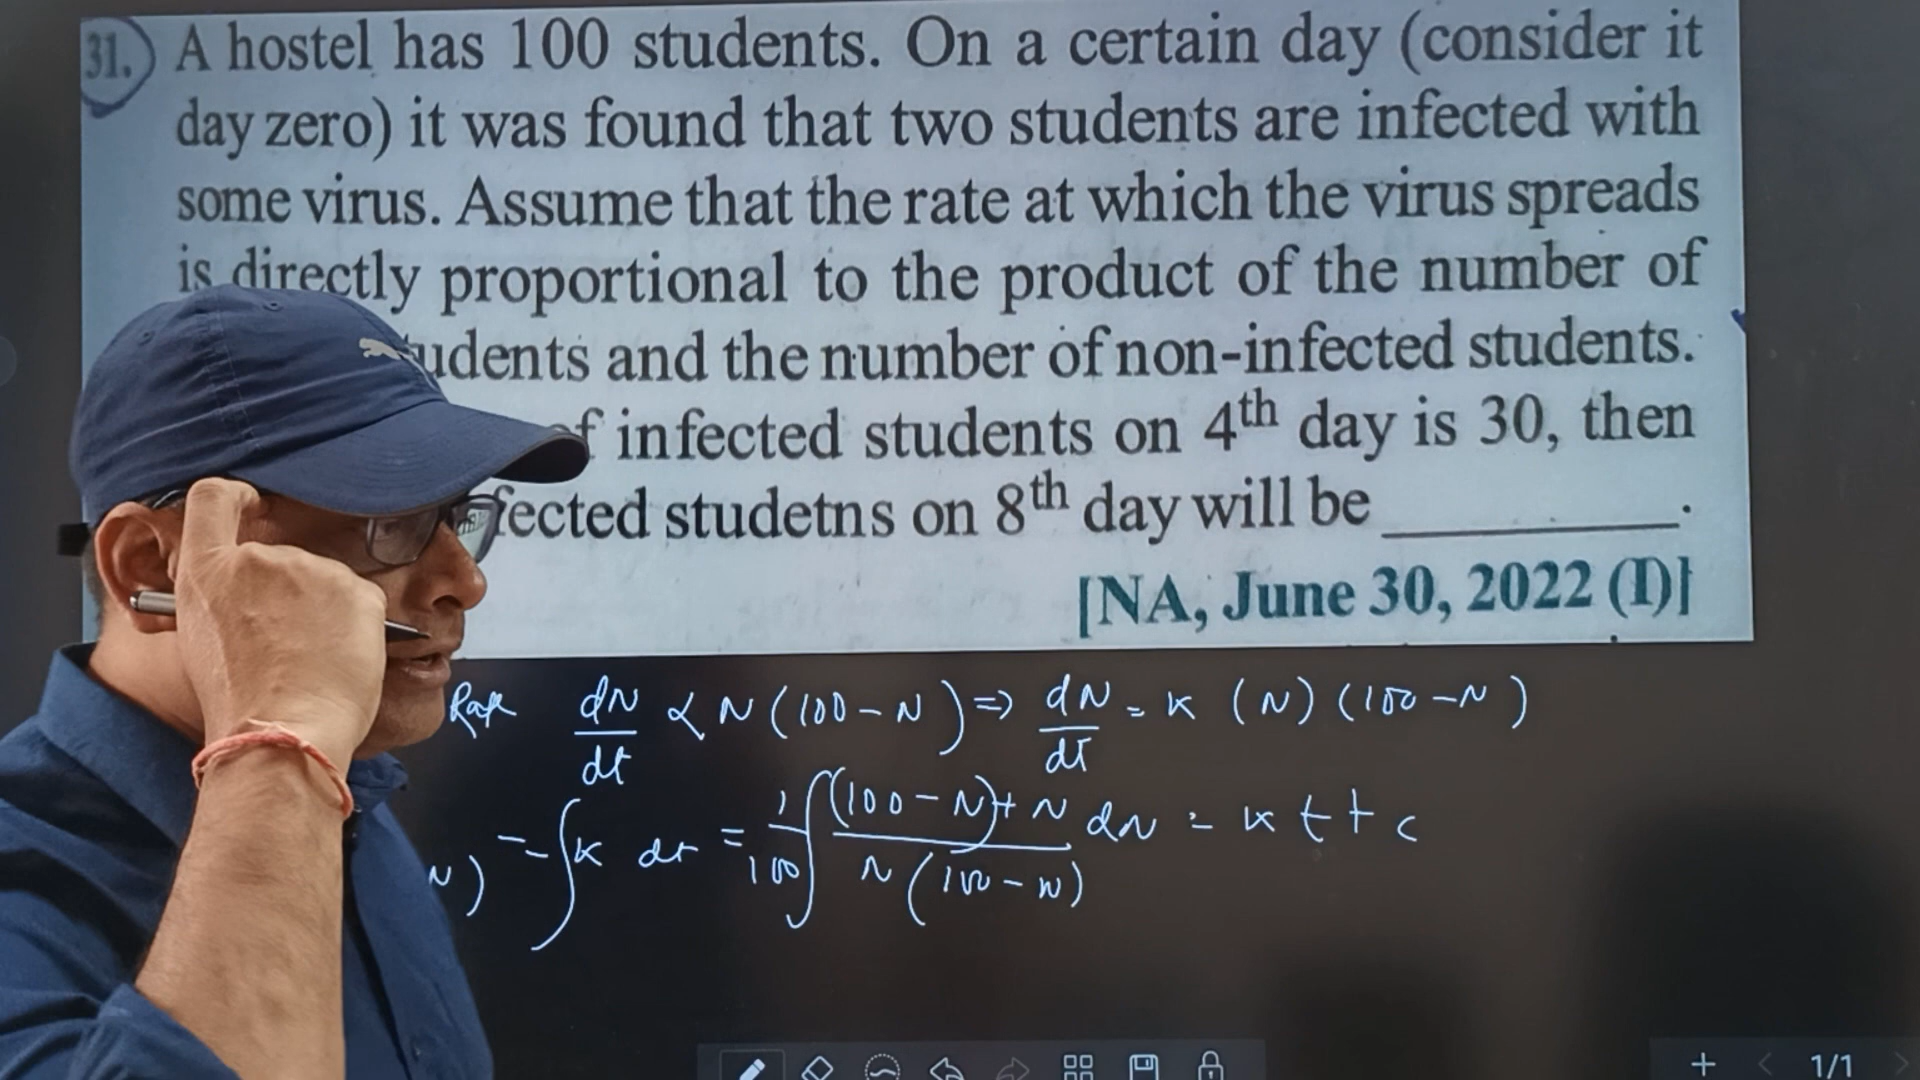 31. A hostel has 100 students. On a certain day (consider it
day zero) it was found that two students are infected with
some virus. Assume that the rate at which the virus spreads
is directly proportional to the product of the number of
udents and the number of non-infected students.
f infected students on 4th day is 30, then
fected studetns on 8th day will be ________.
[NA, June 30, 2022 (I)]
dN/dt ∝ N(100-N) ⇒ dN/dt = K (N) (100-N)
N) = ∫K dt = 1/100 ∫ (100-N)+N / N(100-N) dN = Kt + c
1/1